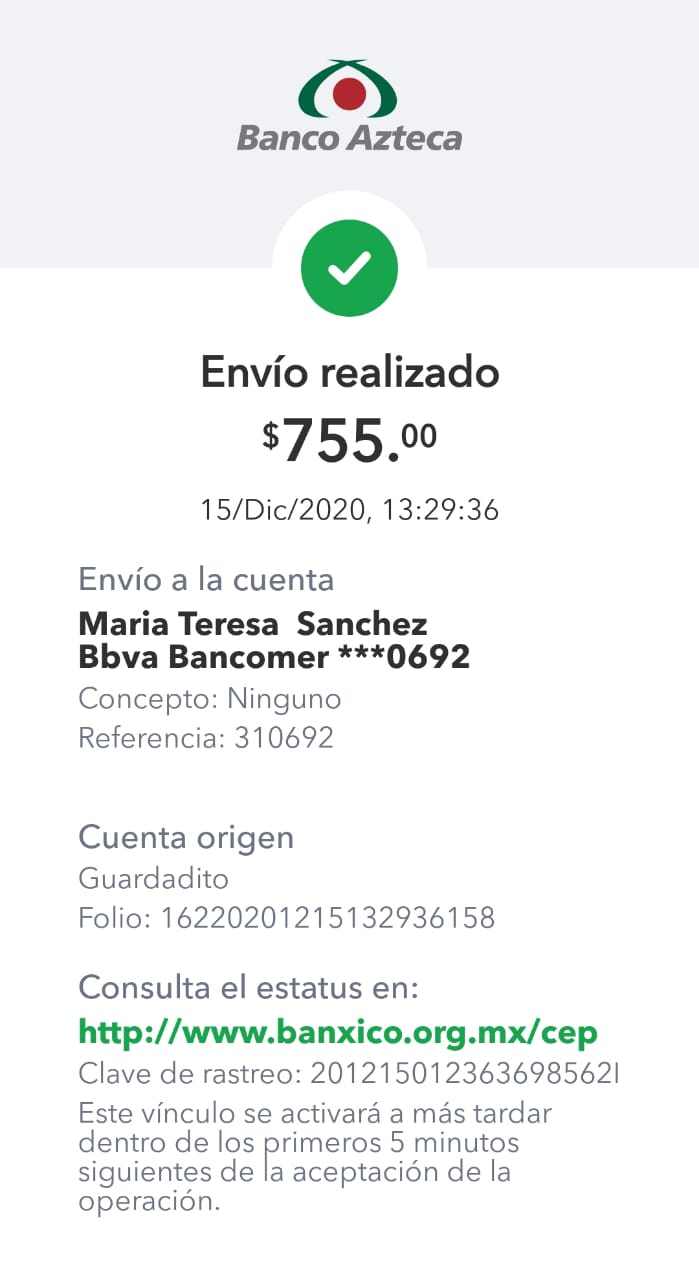 Banco Azteca
Envío realizado
$755.00
15/Dic/2020, 13:29:36
Envío a la cuenta
Maria Teresa  Sanchez
Bbva Bancomer ***0692
Concepto: Ninguno
Referencia: 310692
Cuenta origen
Guardadito
Folio: 16220201215132936158
Consulta el estatus en:
http://www.banxico.org.mx/cep
Clave de rastreo: 201215012363698562I
Este vínculo se activará a más tardar
dentro de los primeros 5 minutos
siguientes de la aceptación de la
operación.